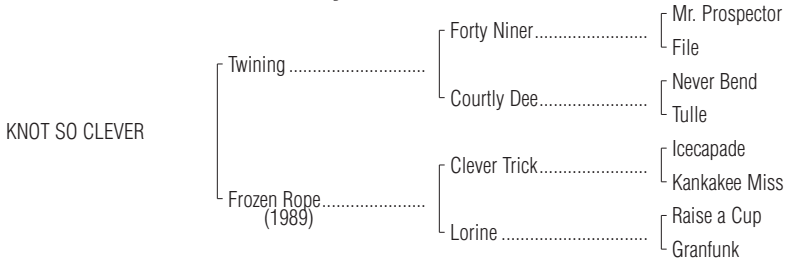 Mr. Prospector
Forty Niner........................
File
Twining .............................
Never Bend
Courtly Dee.......................
Tulle
KNOT SO CLEVER
Icecapade
Clever Trick.......................
Kankakee Miss
Frozen Rope......................
(1989)
Raise a Cup
Lorine ...............................
Granfunk